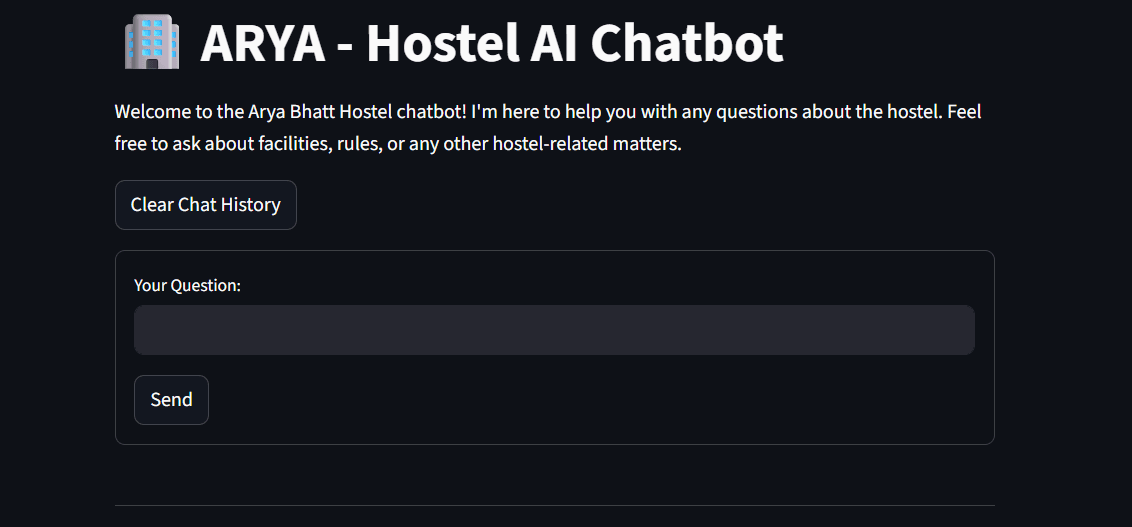 ARYA - Hostel AI Chatbot
Welcome to the Arya Bhatt Hostel chatbot! I'm here to help you with any questions about the hostel. Feel
free to ask about facilities, rules, or any other hostel-related matters.
Clear Chat History
Your Question:
Send